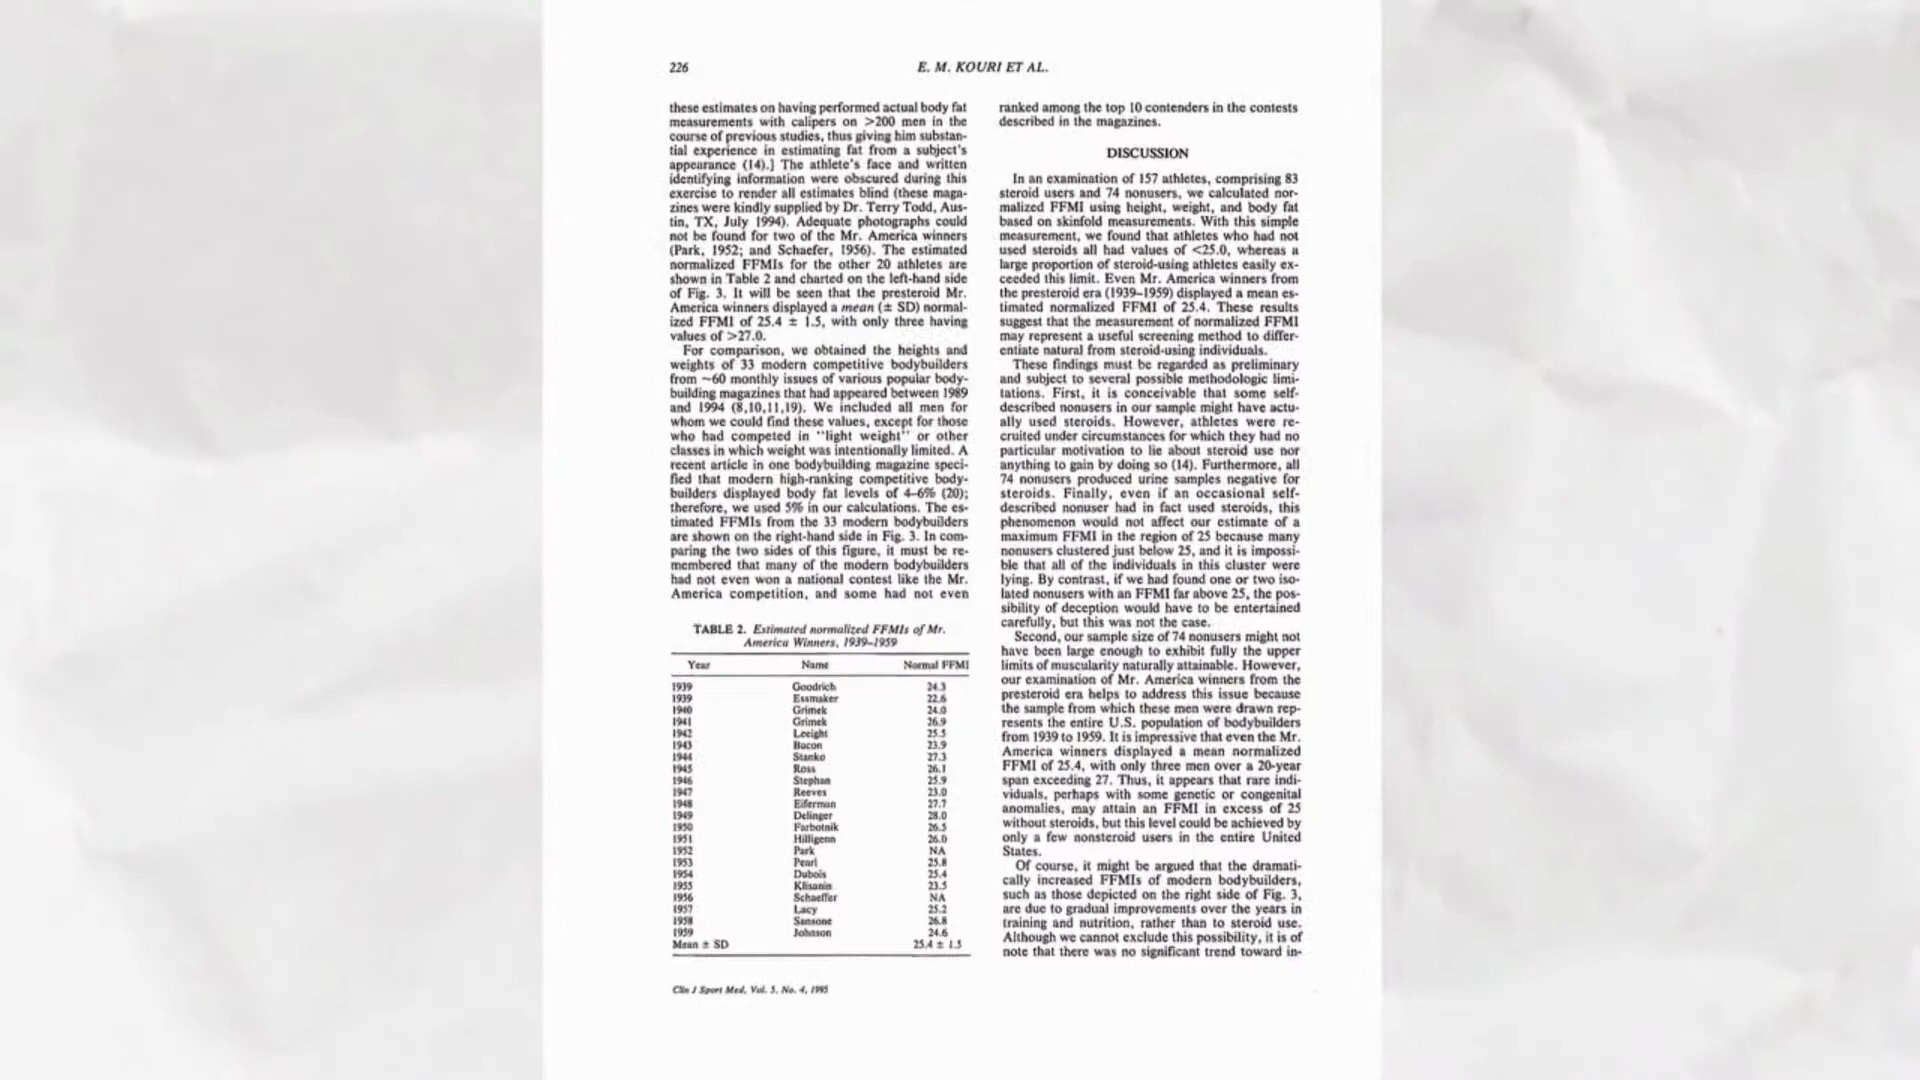 226
E. M. KOURI ET AL.
these estimates on having performed actual body fat
measurements with calipers on >200 men in the
course of previous studies, thus giving him substan-
tial experience in estimating fat from a subject's
appearance (14).] The athlete's face and written
identifying information were obscured during this
exercise to render all estimates blind (these maga-
zines were kindly supplied by Dr. Terry Todd, Aus-
tin, TX, July 1994). Adequate photographs could
not be found for two of the Mr. America winners
(Park, 1952; and Schaefer, 1956). The estimated
normalized FFMIs for the other 20 athletes are
shown in Table 2 and charted on the left-hand side
of Fig. 3. It will be seen that the presteroid Mr.
America winners displayed a mean (± SD) normal-
ized FFMI of 25.4 ± 1.5, with only three having
values of >27.0.
For comparison, we obtained the heights and
weights of 33 modern competitive bodybuilders
from ~60 monthly issues of various popular body-
building magazines that had appeared between 1989
and 1994 (8,10,11,19). We included all men for
whom we could find these values, except for those
who had competed in "light weight" or other
classes in which weight was intentionally limited. A
recent article in one bodybuilding magazine speci-
fied that modern high-ranking competitive body-
builders displayed body fat levels of 4-6% (20);
therefore, we used 5% in our calculations. The es-
timated FFMIs from the 33 modern bodybuilders
are shown on the right-hand side in Fig. 3. In com-
paring the two sides of this figure, it must be re-
membered that many of the modern bodybuilders
had not even won a national contest like the Mr.
America competition, and some had not even
TABLE 2. Estimated normalized FFMIs of Mr.
America Winners, 1939–1959
Year Name Normal FFMI
1939 Goodrich 24.3
1939 Essmaker 22.6
1940 Grimek 24.0
1941 Grimek 26.9
1942 Leeight 25.5
1943 Bacon 23.9
1944 Stanko 27.3
1945 Ross 26.1
1946 Stephan 25.9
1947 Reeves 23.0
1948 Eiferman 27.7
1949 Delinger 28.0
1950 Farbotnik 26.5
1951 Hilligenn 26.0
1952 Park NA
1953 Pearl 25.8
1954 Dubois 25.4
1955 Klisanin 23.5
1956 Schaeffer NA
1957 Lacy 25.2
1958 Sansone 26.8
1959 Johnson 24.6
Mean ± SD 25.4 ± 1.5
Clin J Sport Med, Vol. 5, No. 4, 1995
ranked among the top 10 contenders in the contests
described in the magazines.
DISCUSSION
In an examination of 157 athletes, comprising 83
steroid users and 74 nonusers, we calculated nor-
malized FFMI using height, weight, and body fat
based on skinfold measurements. With this simple
measurement, we found that athletes who had not
used steroids all had values of <25.0, whereas a
large proportion of steroid-using athletes easily ex-
ceeded this limit. Even Mr. America winners from
the presteroid era (1939–1959) displayed a mean es-
timated normalized FFMI of 25.4. These results
suggest that the measurement of normalized FFMI
may represent a useful screening method to differ-
entiate natural from steroid-using individuals.
These findings must be regarded as preliminary
and subject to several possible methodologic limi-
tations. First, it is conceivable that some self-
described nonusers in our sample might have actu-
ally used steroids. However, athletes were re-
cruited under circumstances for which they had no
particular motivation to lie about steroid use nor
anything to gain by doing so (14). Furthermore, all
74 nonusers produced urine samples negative for
steroids. Finally, even if an occasional self-
described nonuser had in fact used steroids, this
phenomenon would not affect our estimate of a
maximum FFMI in the region of 25 because many
nonusers clustered just below 25, and it is impossi-
ble that all of the individuals in this cluster were
lying. By contrast, if we had found one or two iso-
lated nonusers with an FFMI far above 25, the pos-
sibility of deception would have to be entertained
carefully, but this was not the case.
Second, our sample size of 74 nonusers might not
have been large enough to exhibit fully the upper
limits of muscularity naturally attainable. However,
our examination of Mr. America winners from the
presteroid era helps to address this issue because
the sample from which these men were drawn rep-
resents the entire U.S. population of bodybuilders
from 1939 to 1959. It is impressive that even the Mr.
America winners displayed a mean normalized
FFMI of 25.4, with only three men over a 20-year
span exceeding 27. Thus, it appears that rare indi-
viduals, perhaps with some genetic or congenital
anomalies, may attain an FFMI in excess of 25
without steroids, but this level could be achieved by
only a few nonsteroid users in the entire United
States.
Of course, it might be argued that the dramati-
cally increased FFMIs of modern bodybuilders,
such as those depicted on the right side of Fig. 3,
are due to gradual improvements over the years in
training and nutrition, rather than to steroid use.
Although we cannot exclude this possibility, it is of
note that there was no significant trend toward in-